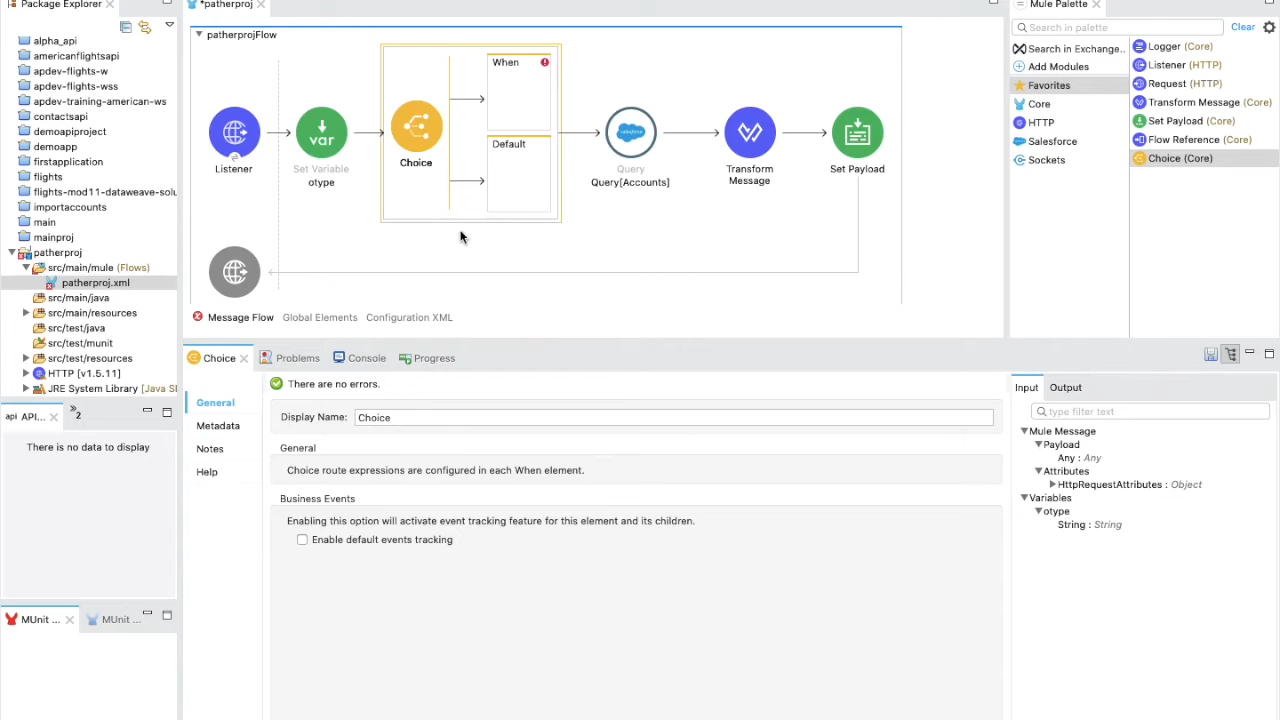 Package Explorer
alpha_api
americanflightsapi
apdev-flights-w
apdev-flights-wss
apdev-training-american-ws
contactsapi
demoapiproject
demoapp
firstapplication
flights
flights-mod11-dataweave-solu
importaccounts
main
mainproj
patherproj
src/main/mule (Flows)
patherproj.xml
src/main/java
src/main/resources
src/test/java
src/test/munit
src/test/resources
HTTP [v1.5.11]
JRE System Library [Java S
api API...
»2
There is no data to display
MUnit ...
MUnit ...
*patherproj
patherprojFlow
Listener
var
Set Variable
otype
Choice
When
Default
salesforce
Query
Query[Accounts]
Transform
Message
Set Payload
Message Flow
Global Elements
Configuration XML
Mule Palette
Search in palette
Clear
Search in Exchange..
Add Modules
Favorites
Core
HTTP
Salesforce
Sockets
Logger (Core)
Listener (HTTP)
Request (HTTP)
Transform Message (Core)
Set Payload (Core)
Flow Reference (Core)
Choice (Core)
Choice
Problems
Console
Progress
There are no errors.
General
Metadata
Notes
Help
Display Name:
Choice
General
Choice route expressions are configured in each When element.
Business Events
Enabling this option will activate event tracking feature for this element and its children.
Enable default events tracking
Input
Output
type filter text
Mule Message
Payload
Any : Any
Attributes
HttpRequestAttributes : Object
Variables
otype
String : String